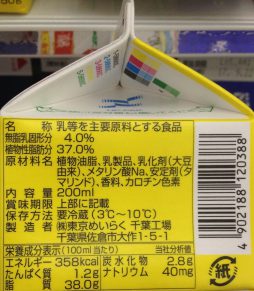 名 称 乳等を主要原料とする食品
無脂乳固形分 4.0%
植物性脂肪分 37.0%
原材料名 植物油脂、乳製品、乳化剤(大豆
由来)、メタリン酸Na、安定剤(タ
マリンド)、香料、カロチン色素
内容量 200ml
賞味期限 上部に記載
保存方法 要冷蔵(3℃〜10℃)
製造者 ㈱東京めいらく 千葉工場
千葉県佐倉市大作1-5-1
栄養成分表示(100ml当たり) 当社分析値
エネルギー 358kcal 炭水化物 2.8g
たんぱく質 1.2g ナトリウム 40mg
脂質 38.0g
4902188120388
紙